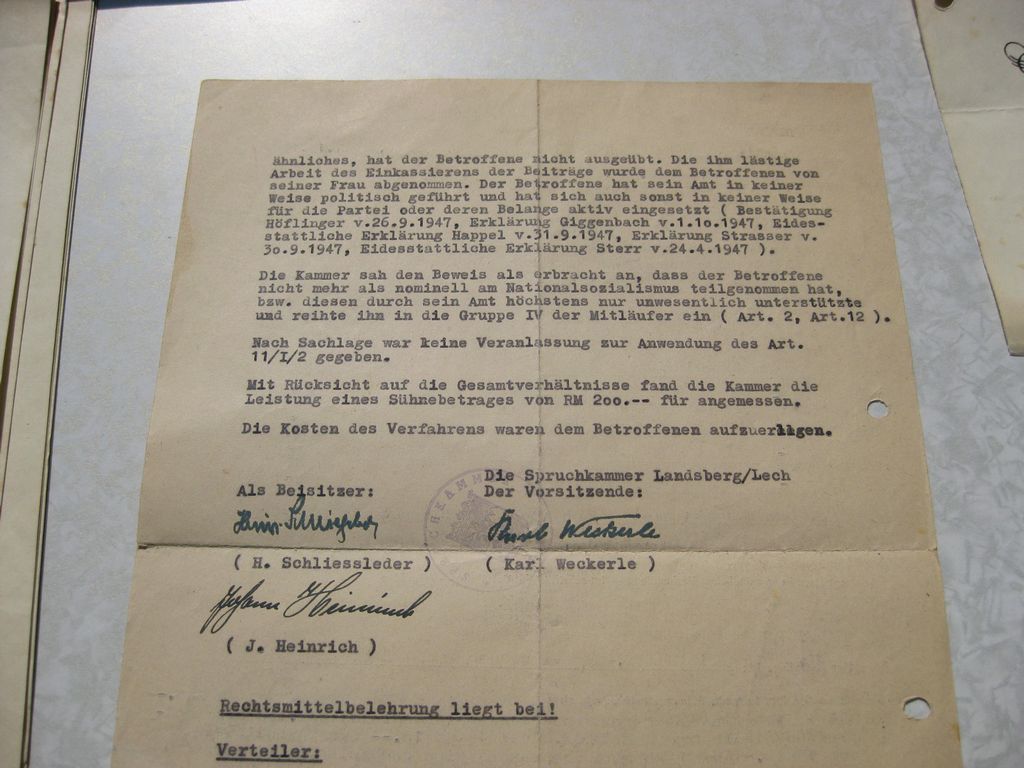 ähnliches, hat der Betroffene nicht ausgeübt. Die ihm lästige
Arbeit des Einkassierens der Beiträge wurde dem Betroffenen von
seiner Frau abgenommen. Der Betroffene hat sein Amt in keiner
Weise politisch geführt und hat sich auch sonst in keiner Weise
für die Partei oder deren Belange aktiv eingesetzt ( Bestätigung
Höflinger v.26.9.1947, Erklärung Giggenbach v.1.1o.1947, Eides-
stattliche Erklärung Happel v.31.9.1947, Erklärung Strasser v.
3o.9.1947, Eidesstattliche Erklärung Sterr v.24.4.1947 ).
Die Kammer sah den Beweis als erbracht an, dass der Betroffene
nicht mehr als nominell am Nationalsozialismus teilgenommen hat,
bzw. diesen durch sein Amt höchstens nur unwesentlich unterstützte
und reihte ihn in die Gruppe IV der Mitläufer ein ( Art. 2, Art.12 ).
Nach Sachlage war keine Veranlassung zur Anwendung des Art.
11/I/2 gegeben.
Mit Rücksicht auf die Gesamtverhältnisse fand die Kammer die
Leistung eines Sühnebetrages von RM 2oo.-- für angemessen.
Die Kosten des Verfahrens waren dem Betroffenen aufzuerllgen.
Die Spruchkammer Landsberg/Lech
Als Beisitzer: Der Vorsitzende:
Karl Weckerle
( H. Schliessleder ) ( Karl Weckerle )
Johann Heinrich
( J. Heinrich )
Rechtsmittelbelehrung liegt bei!
Verteiler: